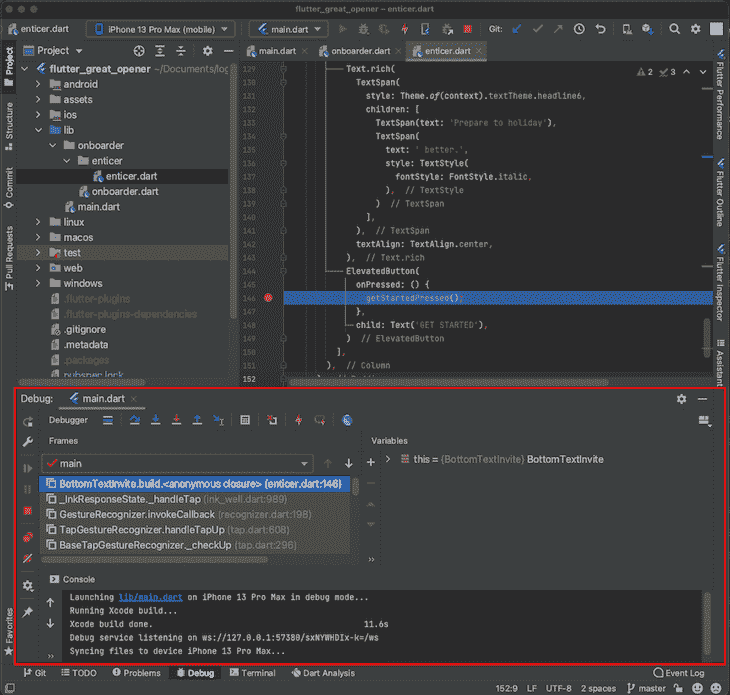 flutter_great_opener – enticer.dart
enticer.dart
iPhone 13 Pro Max (mobile)
main.dart
Git:
Project
main.dart
onboarder.dart
enticer.dart
flutter_great_opener ~/Documents/log
android
assets
ios
lib
onboarder
enticer
enticer.dart
onboarder.dart
main.dart
linux
macos
test
web
windows
.flutter-plugins
.flutter-plugins-dependencies
.gitignore
.metadata
.packages
pubspec.lock
Project
Structure
Commit
Pull Requests
Favorites
2 3
129 Text.rich(
130 TextSpan(
131 style: Theme.of(context).textTheme.headline6,
132 children: [
133 TextSpan(text: 'Prepare to holiday'),
134 TextSpan(
135 text: ' better.',
136 style: TextStyle(
137 fontStyle: FontStyle.italic,
138 ), // TextStyle
139 ) // TextSpan
140 ],
141 ), // TextSpan
142 textAlign: TextAlign.center,
143 ), // Text.rich
144 ElevatedButton(
145 onPressed: () {
146 getStartedPressed();
147 },
148 child: Text('GET STARTED'),
149 ) // ElevatedButton
150 ],
151 ), // Column
152
Flutter Performance
Flutter Outline
Flutter Inspector
Assistant
Debug: main.dart
Debugger
Frames
Variables
main
BottomTextInvite.build.<anonymous closure> (enticer.dart:146)
_InkResponseState._handleTap (ink_well.dart:989)
GestureRecognizer.invokeCallback (recognizer.dart:198)
TapGestureRecognizer.handleTapUp (tap.dart:608)
BaseTapGestureRecognizer._checkUp (tap.dart:296)
this = {BottomTextInvite} BottomTextInvite
Console
Launching lib/main.dart on iPhone 13 Pro Max in debug mode...
Running Xcode build...
Xcode build done. 11.6s
Debug service listening on ws://127.0.0.1:57380/sxNYWHDIx-k=/ws
Syncing files to device iPhone 13 Pro Max...
Git TODO Problems Debug Terminal Dart Analysis Event Log
152:9 LF UTF-8 2 spaces master